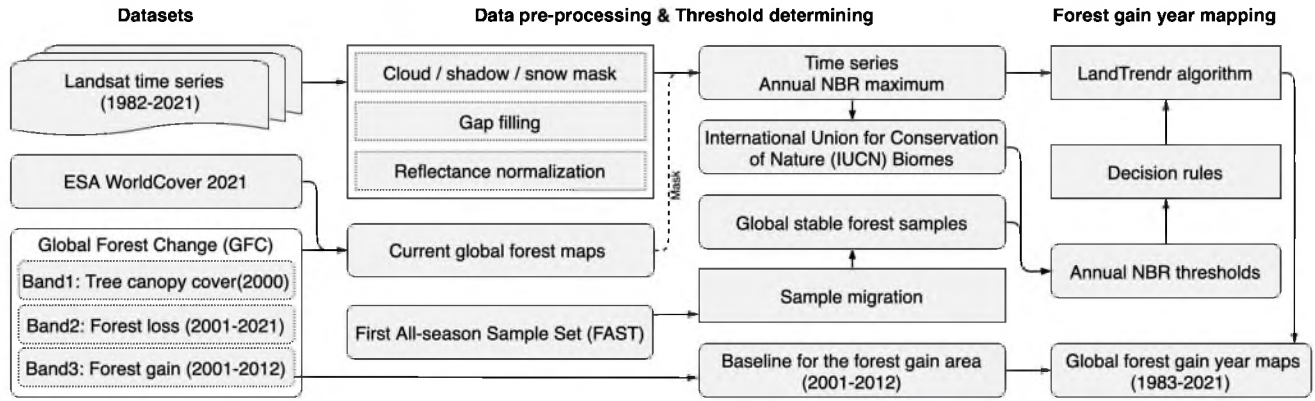 Datasets
Data pre-processing & Threshold determining
Forest gain year mapping
Landsat time series
(1982-2021)
ESA WorldCover 2021
Global Forest Change (GFC)
Band1: Tree canopy cover(2000)
Band2: Forest loss (2001-2021)
Band3: Forest gain (2001-2012)
Cloud / shadow / snow mask
Gap filling
Reflectance normalization
Current global forest maps
First All-season Sample Set (FAST)
Mask
Time series
Annual NBR maximum
International Union for Conservation
of Nature (IUCN) Biomes
Global stable forest samples
Sample migration
Baseline for the forest gain area
(2001-2012)
LandTrendr algorithm
Decision rules
Annual NBR thresholds
Global forest gain year maps
(1983-2021)